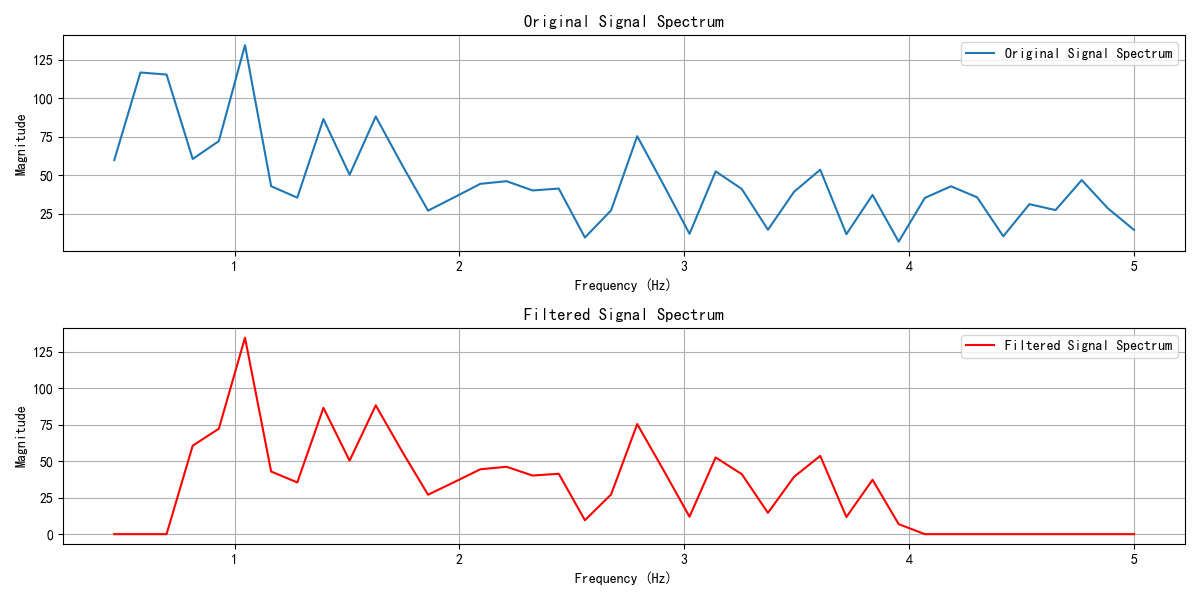 Original Signal Spectrum
Original Signal Spectrum
Magnitude
125
100
75
50
25
1 2 3 4 5
Frequency (Hz)
Filtered Signal Spectrum
Filtered Signal Spectrum
Magnitude
125
100
75
50
25
0
1 2 3 4 5
Frequency (Hz)